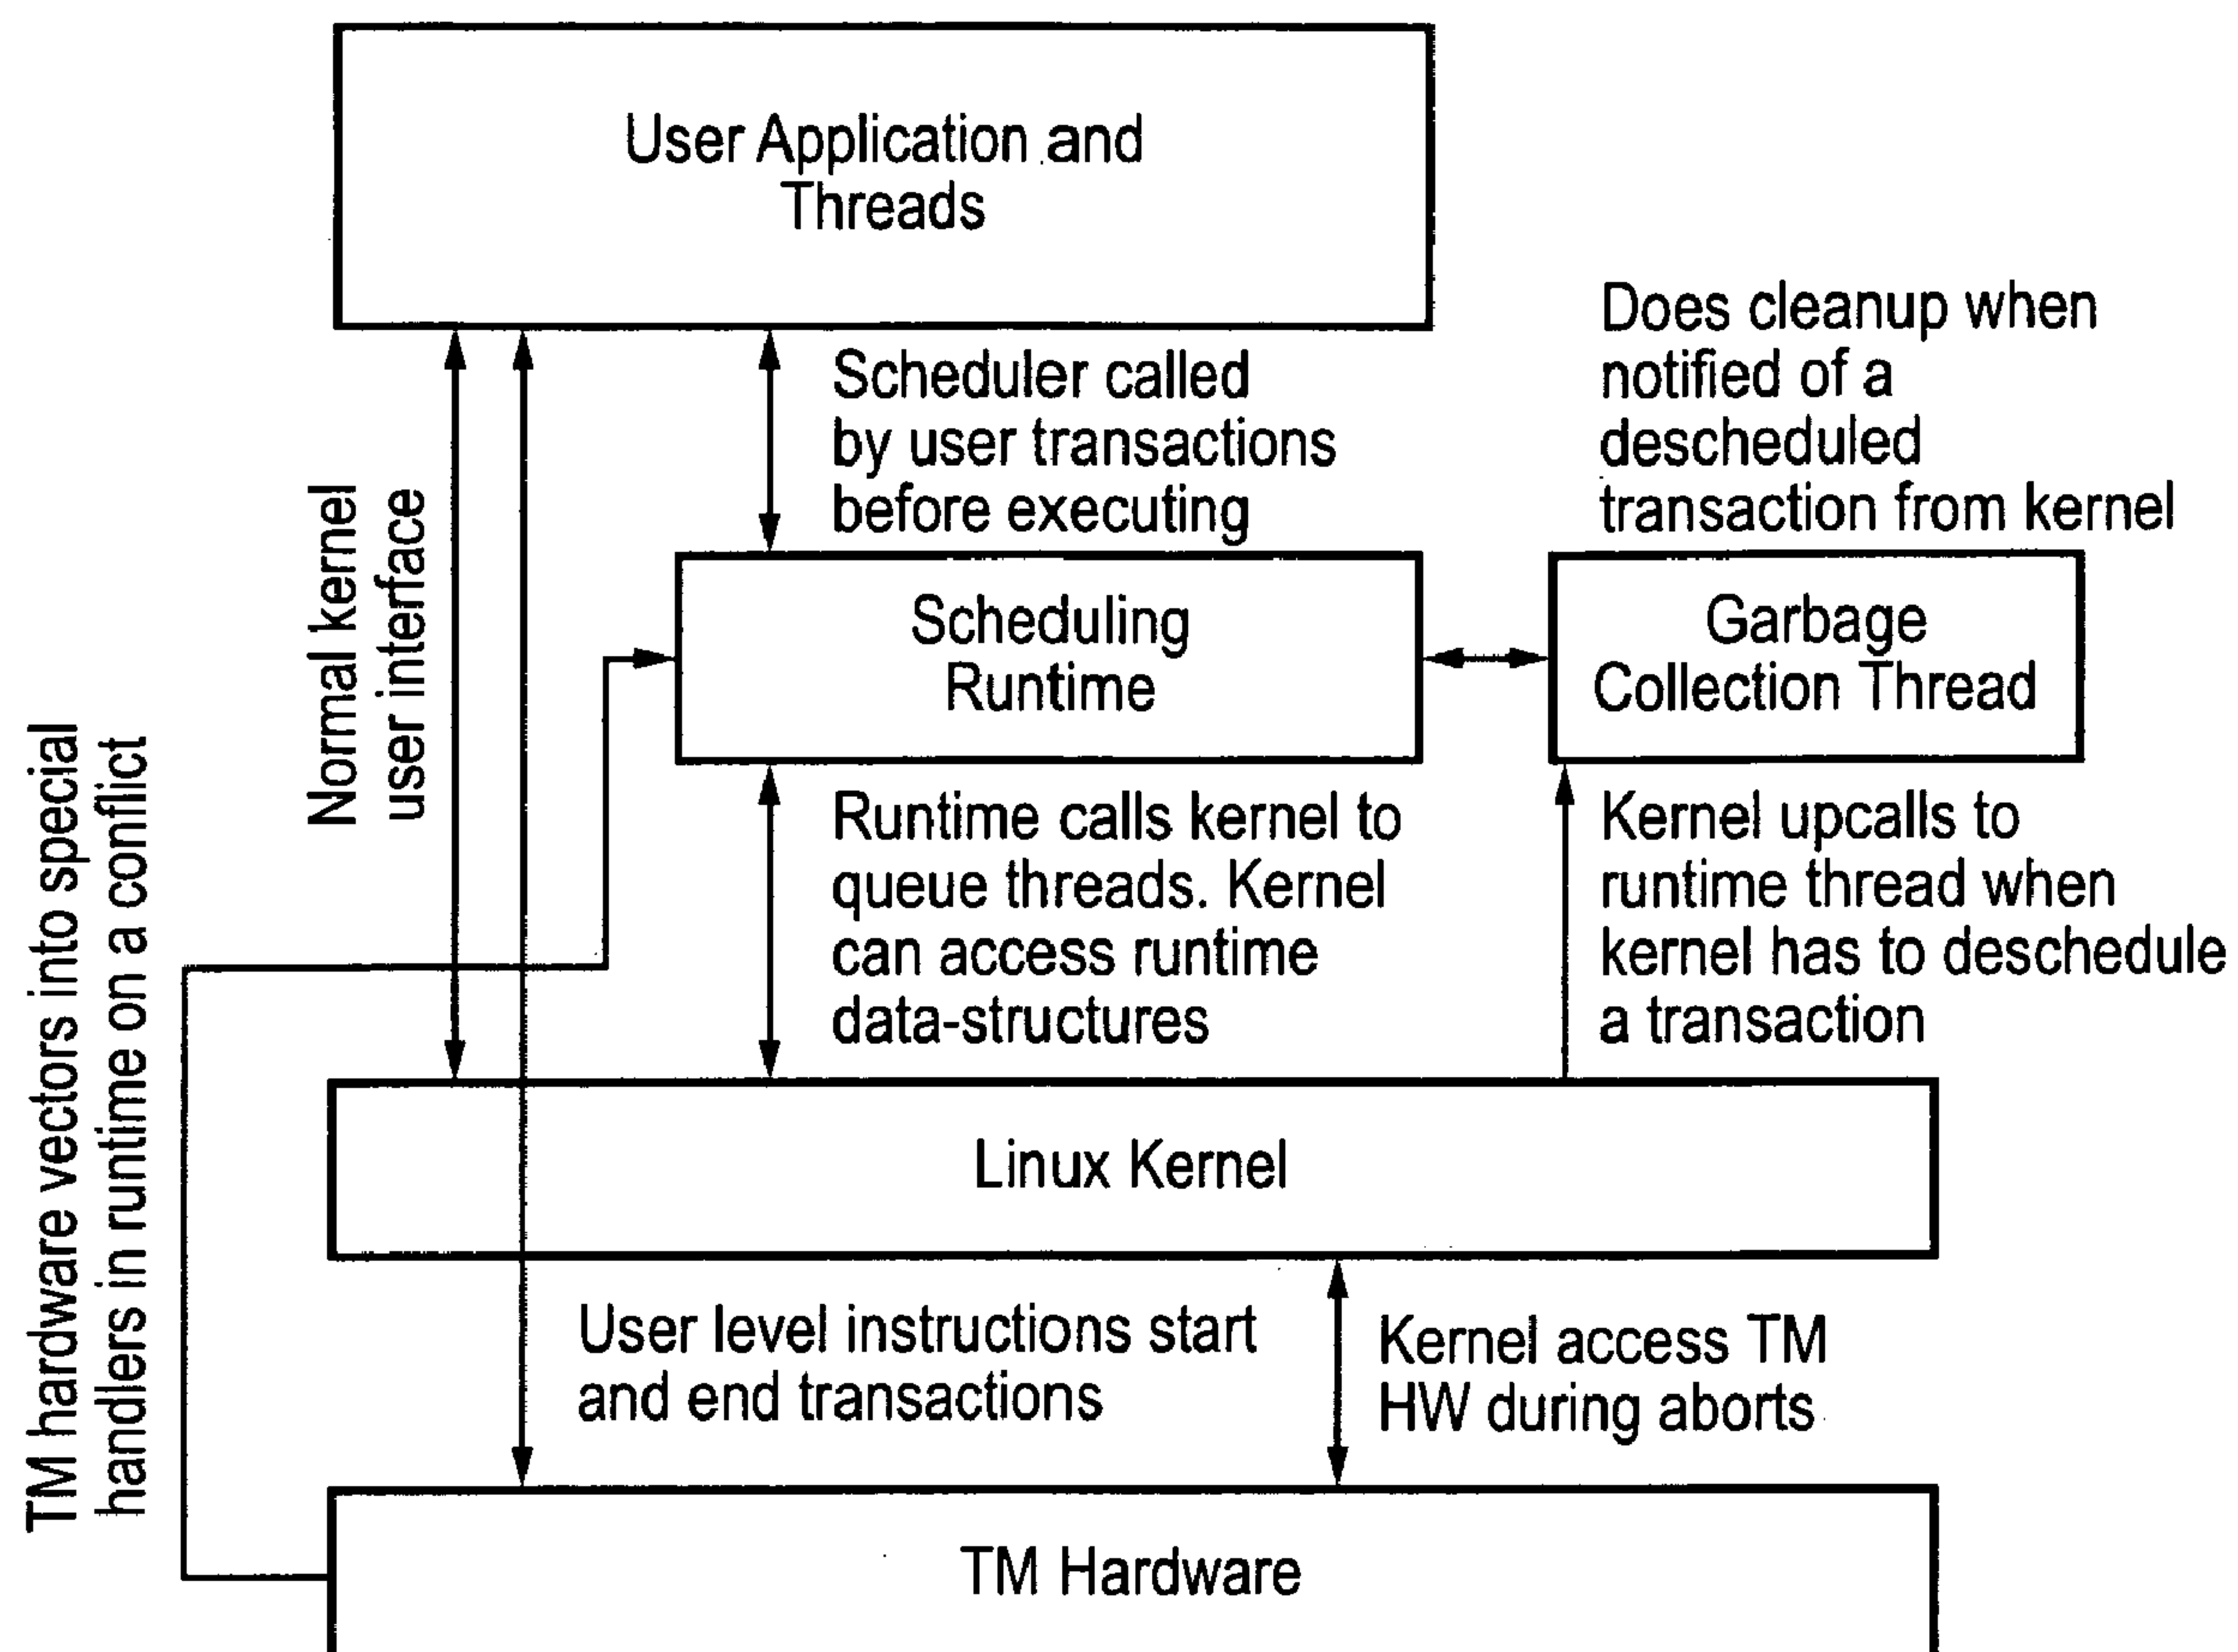 User Application and
Threads
Does cleanup when
notified of a
descheduled
transaction from kernel
Scheduler called
by user transactions
before executing
Normal kernel
user interface
Scheduling
Runtime
Garbage
Collection Thread
TM hardware vectors into special
handlers in runtime on a conflict
Runtime calls kernel to
queue threads. Kernel
can access runtime
data-structures
Kernel upcalls to
runtime thread when
kernel has to deschedule
a transaction
Linux Kernel
User level instructions start
and end transactions
Kernel access TM
HW during aborts
TM Hardware